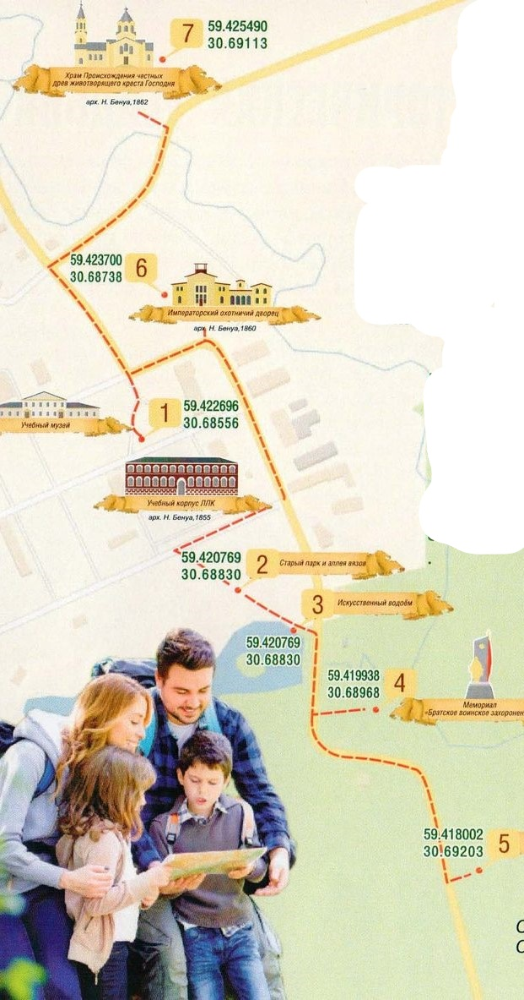 7
59.425490
30.69113
Храм Происхождения честных
древ животворящего креста Господня
арх. Н. Бенуа,1862
59.423700
30.68738
6
Императорский охотничий дворец
арх. Н. Бенуа,1860
1
59.422696
30.68556
Учебный музей
Учебный корпус ЛЛК
арх. Н. Бенуа,1855
59.420769
30.68830
2
Старый парк и аллея вязов
3
Искусственный водоём
59.420769
30.68830
59.419938
30.68968
4
Мемориал
«Братское воинское захоронен
59.418002
30.69203
5
С
С